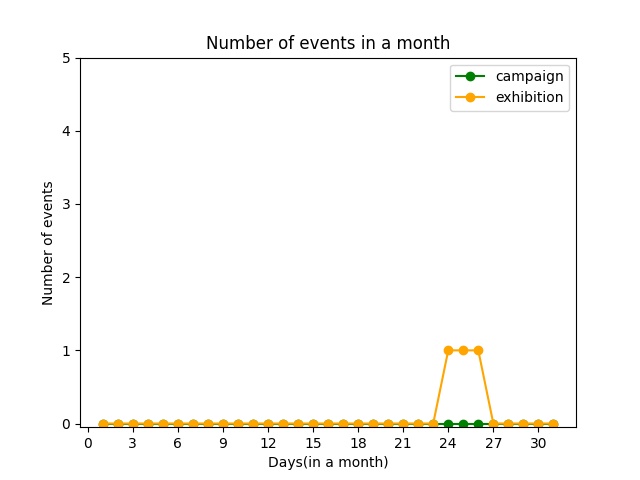 Number of events in a month
campaign
exhibition
Number of events
5
4
3
2
1
0
0 3 6 9 12 15 18 21 24 27 30
Days(in a month)